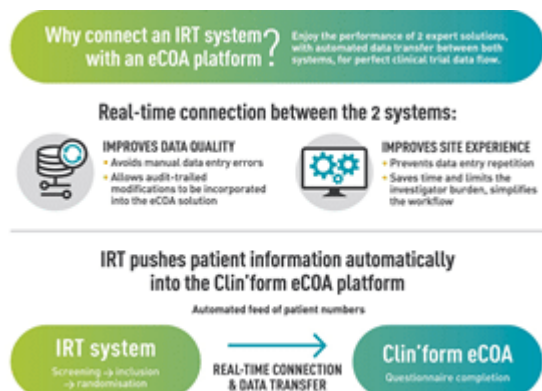 Why connect an IRT system
with an eCOA platform ?
Enjoy the performance of 2 expert solutions,
with automated data transfer between both
systems, for perfect clinical trial data flow.
Real-time connection between the 2 systems:
IMPROVES DATA QUALITY
+ Avoids manual data entry errors
+ Allows audit-trailed
modifications to be incorporated
into the eCOA solution
IMPROVES SITE EXPERIENCE
+ Prevents data entry repetition
+ Saves time and limits the
investigator burden, simplifies
the workflow
IRT pushes patient information automatically
into the Clin'form eCOA platform
Automated feed of patient numbers
IRT system
Screening → inclusion
→ randomisation
REAL-TIME CONNECTION
& DATA TRANSFER
Clin'form eCOA
Questionnaire completion